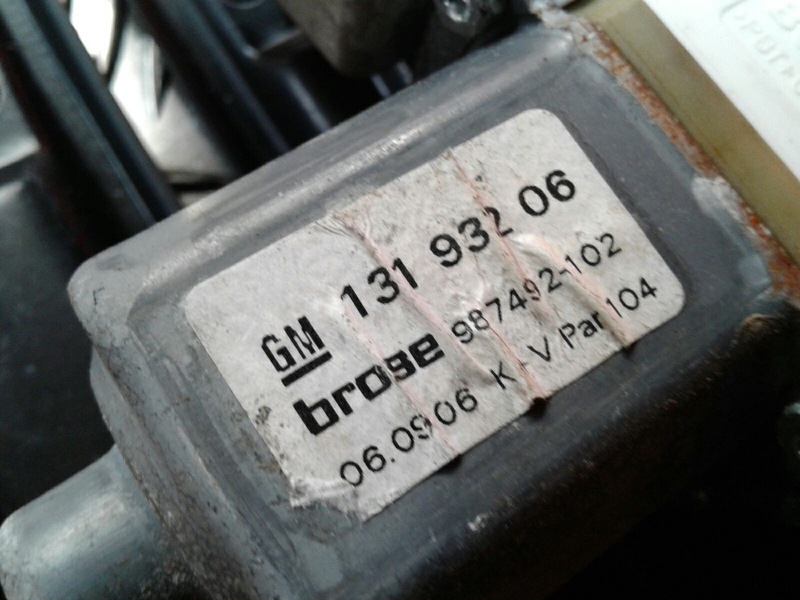 GM 131 932 06
brose 987492-102
06.09.06 K-V Par 104